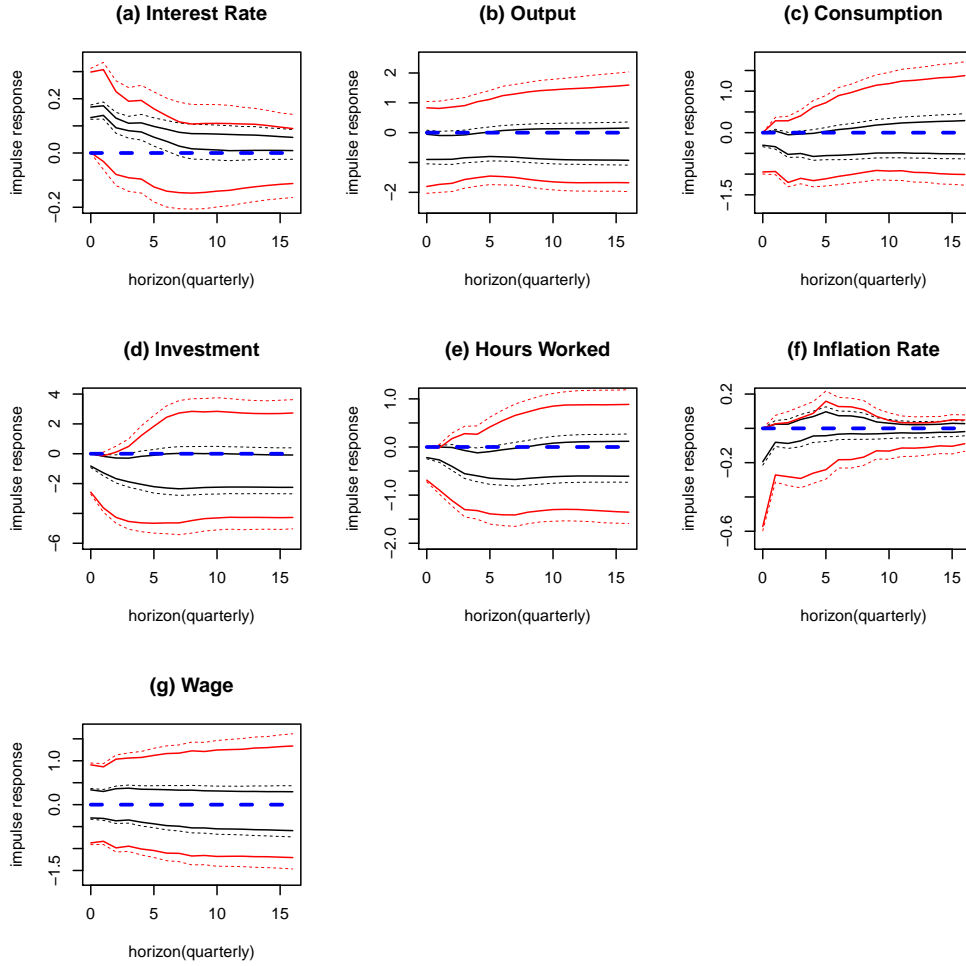 (a) Interest Rate
impulse response
0.2
0.0
−0.2
0 5 10 15
horizon(quarterly)
(b) Output
impulse response
2
1
0
−2
0 5 10 15
horizon(quarterly)
(c) Consumption
impulse response
1.0
0.0
−1.5
0 5 10 15
horizon(quarterly)
(d) Investment
impulse response
4
2
0
−2
−6
0 5 10 15
horizon(quarterly)
(e) Hours Worked
impulse response
1.0
0.0
−1.0
−2.0
0 5 10 15
horizon(quarterly)
(f) Inflation Rate
impulse response
0.2
−0.2
−0.6
0 5 10 15
horizon(quarterly)
(g) Wage
impulse response
1.0
0.0
−1.5
0 5 10 15
horizon(quarterly)